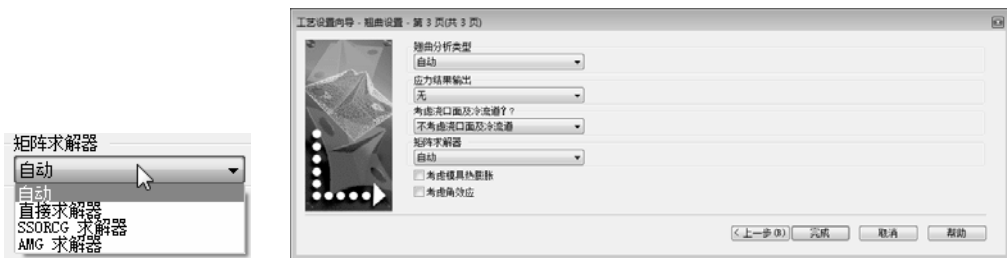 矩阵求解器
自动
自动
直接求解器
SSORCG 求解器
AMG 求解器
工艺设置向导 - 翘曲设置 - 第 3 页(共 3 页)
翘曲分析类型
自动
应力结果输出
无
考虑浇口面及冷流道? ?
不考虑浇口面及冷流道
矩阵求解器
自动
考虑模具热膨胀
考虑角效应
< 上一步(B) 完成 取消 帮助